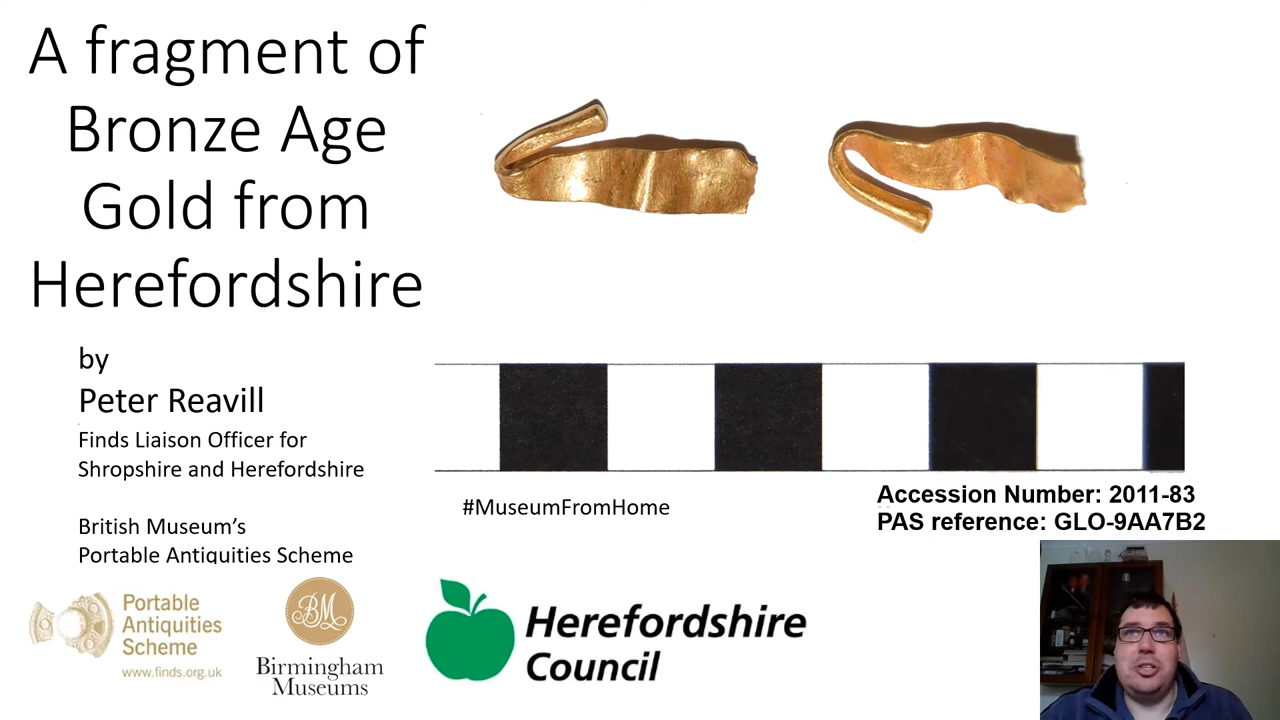 A fragment of
Bronze Age
Gold from
Herefordshire
by
Peter Reavill
Finds Liaison Officer for
Shropshire and Herefordshire
British Museum's
Portable Antiquities Scheme
#MuseumFromHome
Accession Number: 2011-83
PAS reference: GLO-9AA7B2
Portable
Antiquities
Scheme
www.finds.org.uk
BM
Birmingham
Museums
Herefordshire
Council